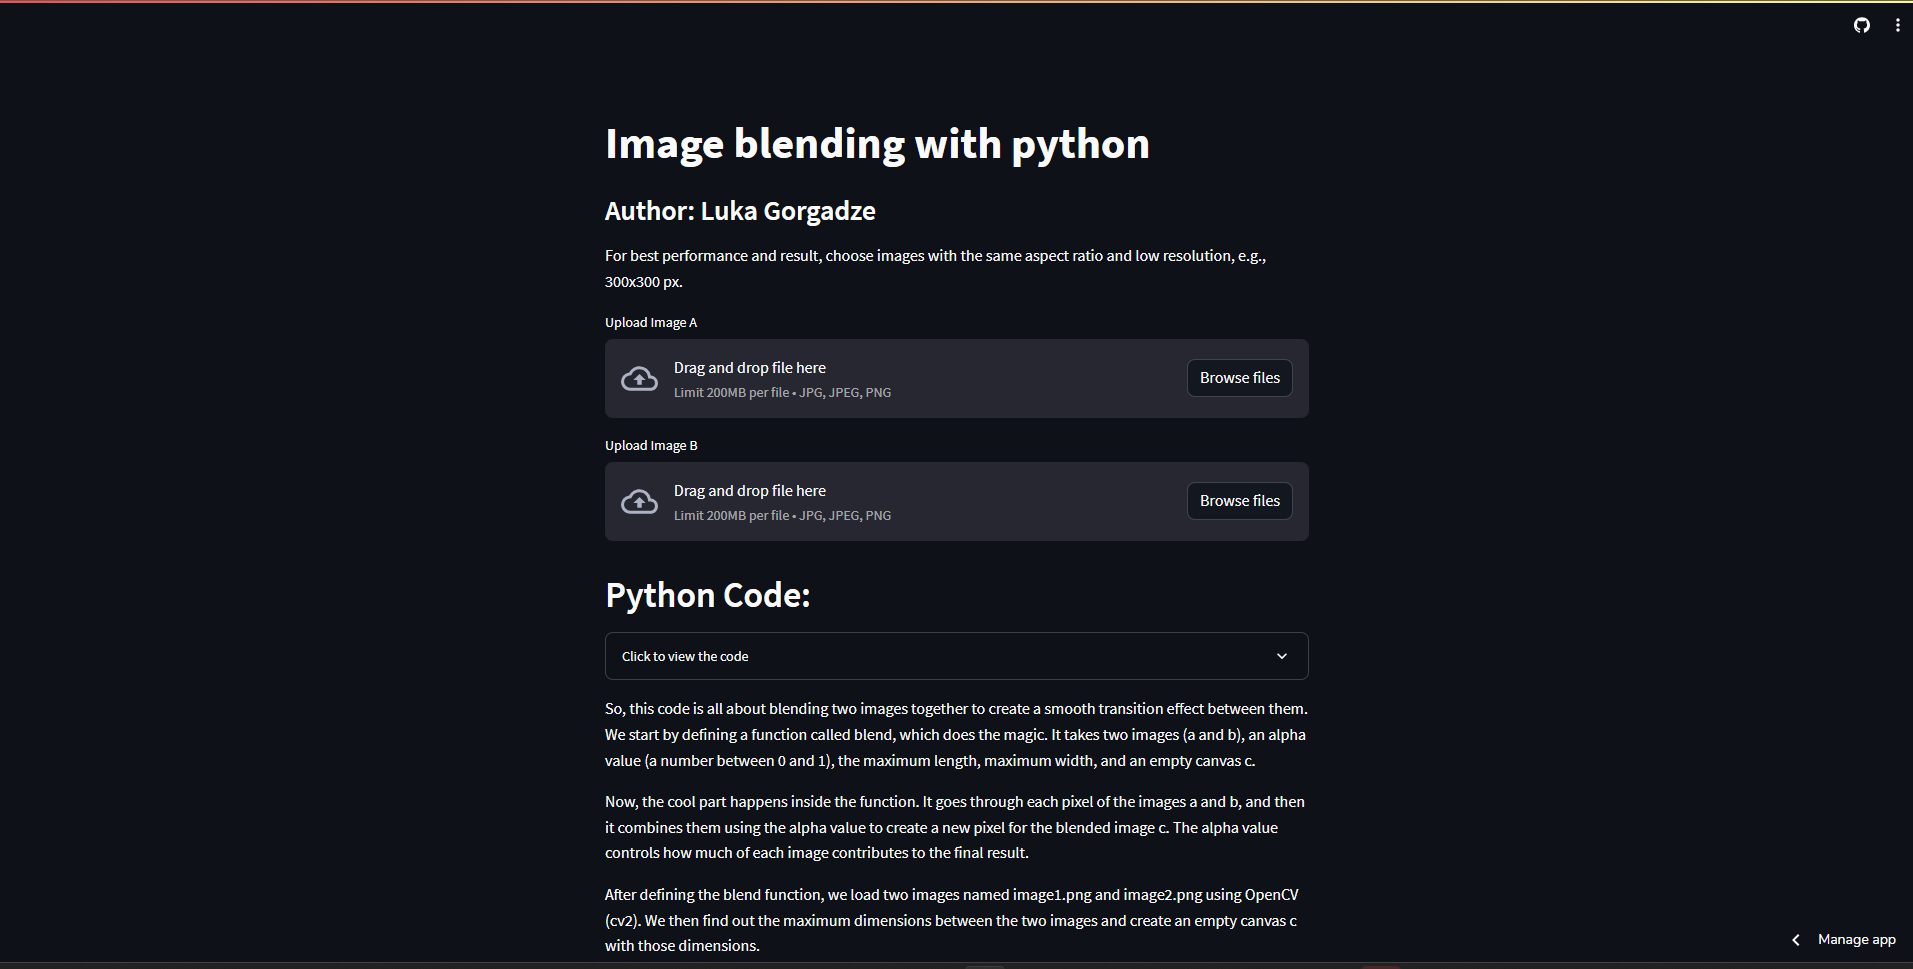 Image blending with python
Author: Luka Gorgadze
For best performance and result, choose images with the same aspect ratio and low resolution, e.g.,
300x300 px.
Upload Image A
Drag and drop file here
Limit 200MB per file • JPG, JPEG, PNG
Browse files
Upload Image B
Drag and drop file here
Limit 200MB per file • JPG, JPEG, PNG
Browse files
Python Code:
Click to view the code
So, this code is all about blending two images together to create a smooth transition effect between them.
We start by defining a function called blend, which does the magic. It takes two images (a and b), an alpha
value (a number between 0 and 1), the maximum length, maximum width, and an empty canvas c.
Now, the cool part happens inside the function. It goes through each pixel of the images a and b, and then
it combines them using the alpha value to create a new pixel for the blended image c. The alpha value
controls how much of each image contributes to the final result.
After defining the blend function, we load two images named image1.png and image2.png using OpenCV
(cv2). We then find out the maximum dimensions between the two images and create an empty canvas c
with those dimensions.
Manage app